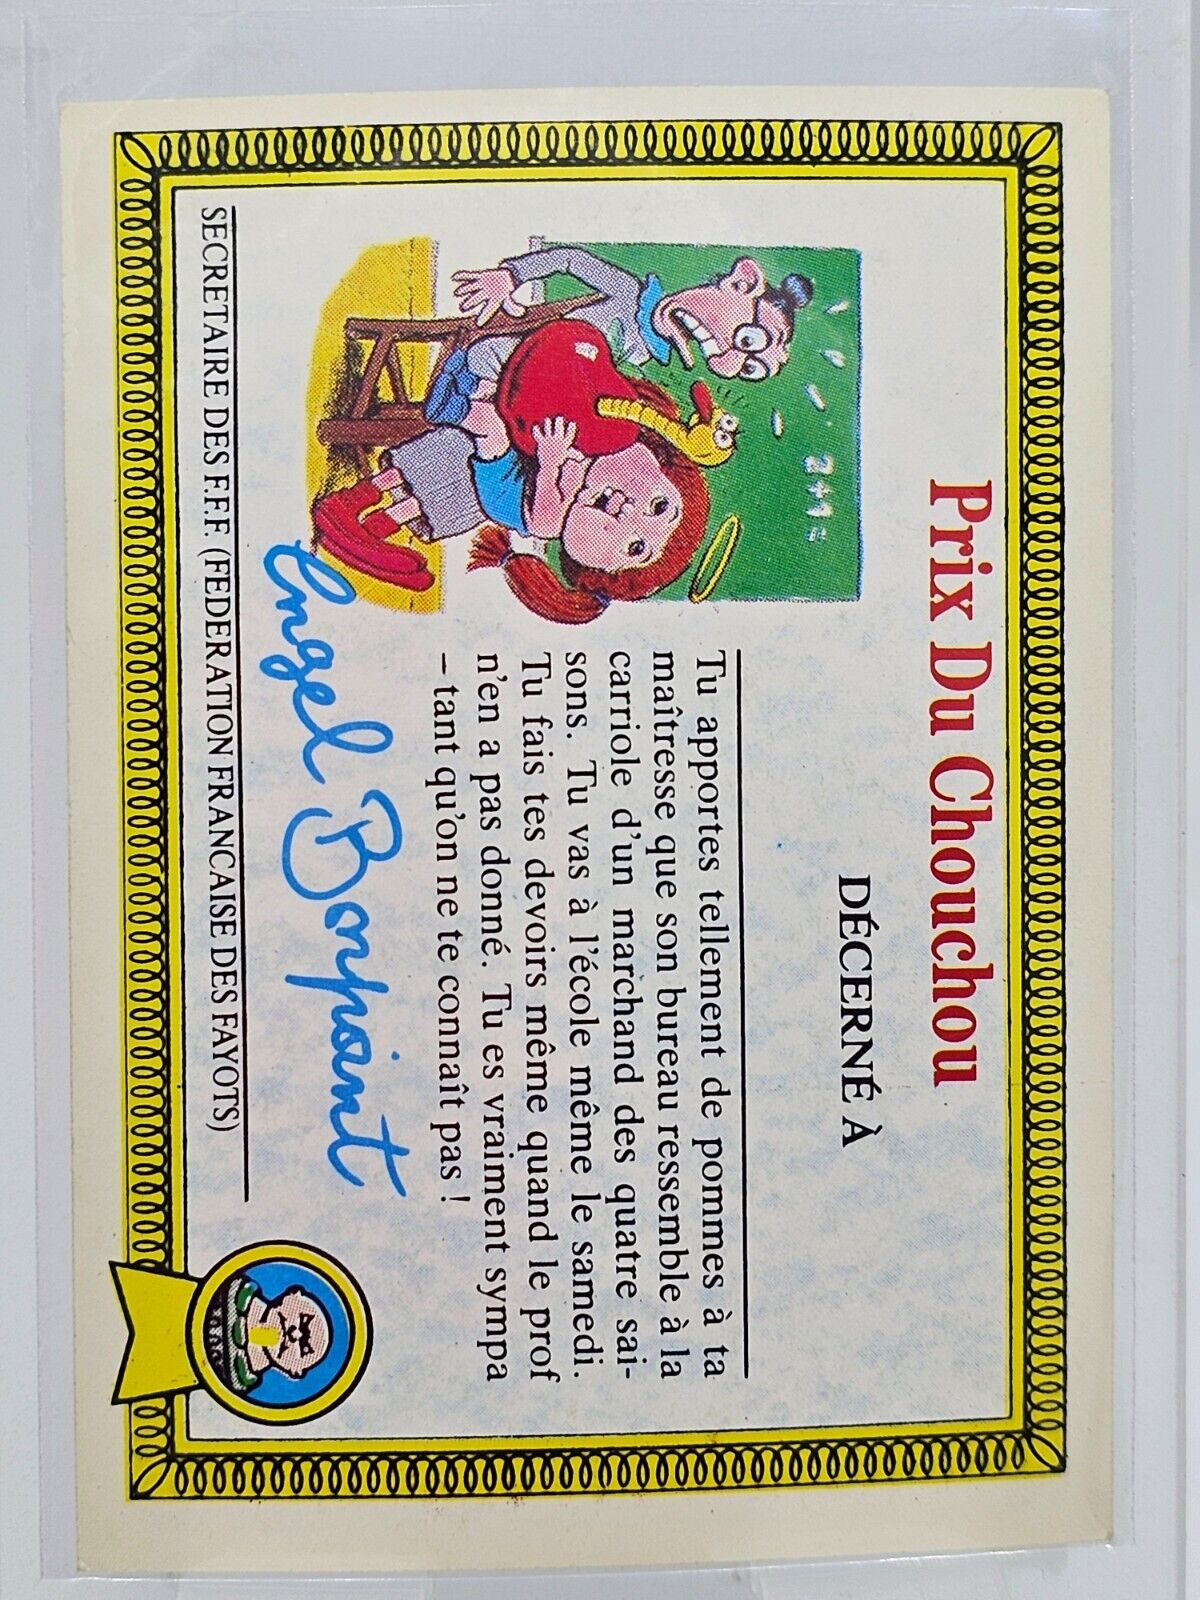 Prix Du Chouchou
DÉCERNÉ À
2+1=
Tu apportes tellement de pommes à ta
maîtresse que son bureau ressemble à la
carriole d'un marchand des quatre sai-
sons. Tu vas à l'école même le samedi.
Tu fais tes devoirs même quand le prof
n'en a pas donné. Tu es vraiment sympa
– tant qu'on ne te connaît pas !
Angel Bonpoint
SECRETAIRE DES F.F.F. (FEDERATION FRANCAISE DES FAYOTS)